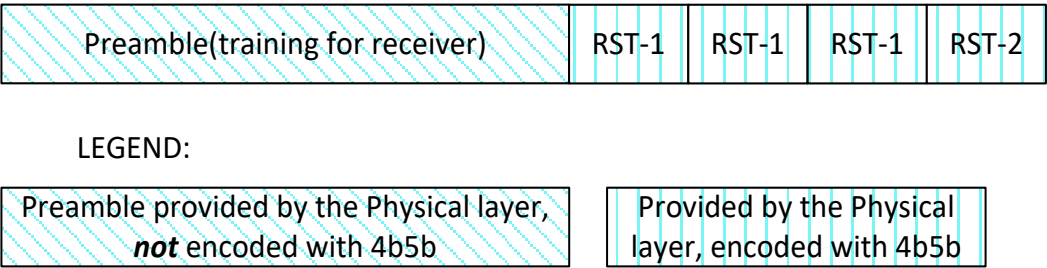 Preamble(training for receiver) RST-1 RST-1 RST-1 RST-2
LEGEND:
Preamble provided by the Physical layer,
not encoded with 4b5b
Provided by the Physical
layer, encoded with 4b5b